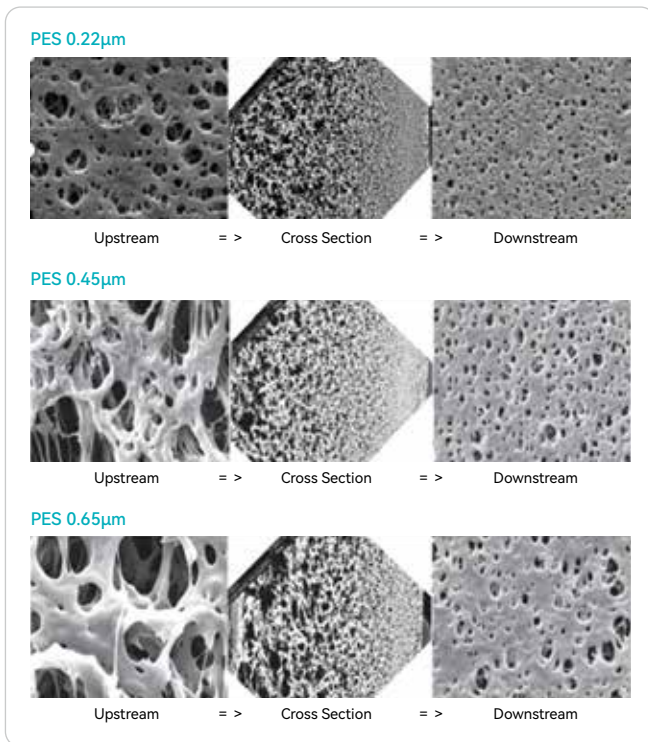 PES 0.22μm
Upstream = > Cross Section = > Downstream
PES 0.45μm
Upstream = > Cross Section = > Downstream
PES 0.65μm
Upstream = > Cross Section = > Downstream